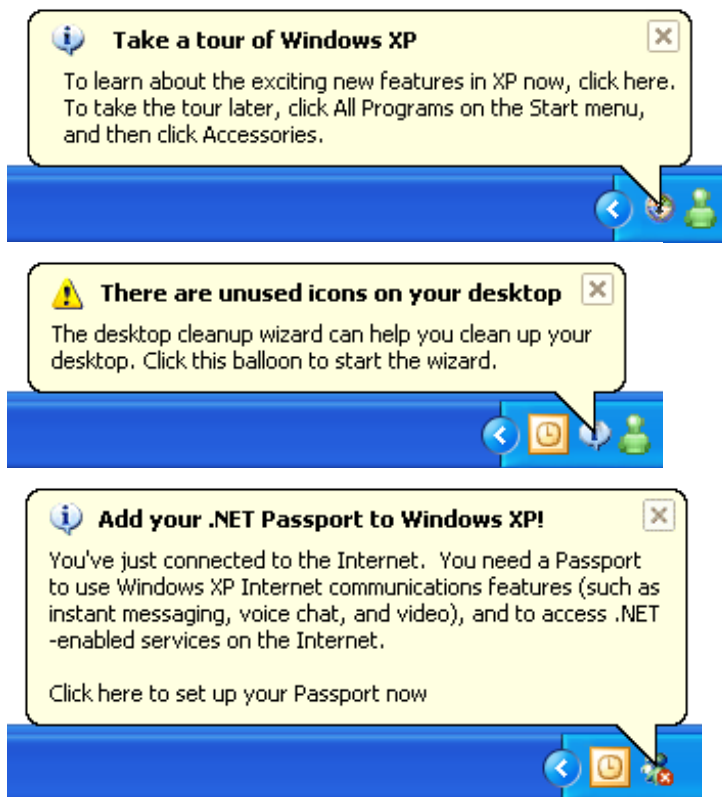 Take a tour of Windows XP
To learn about the exciting new features in XP now, click here.
To take the tour later, click All Programs on the Start menu,
and then click Accessories.
There are unused icons on your desktop
The desktop cleanup wizard can help you clean up your
desktop. Click this balloon to start the wizard.
Add your .NET Passport to Windows XP!
You've just connected to the Internet.  You need a Passport
to use Windows XP Internet communications features (such as
instant messaging, voice chat, and video), and to access .NET
-enabled services on the Internet.
Click here to set up your Passport now